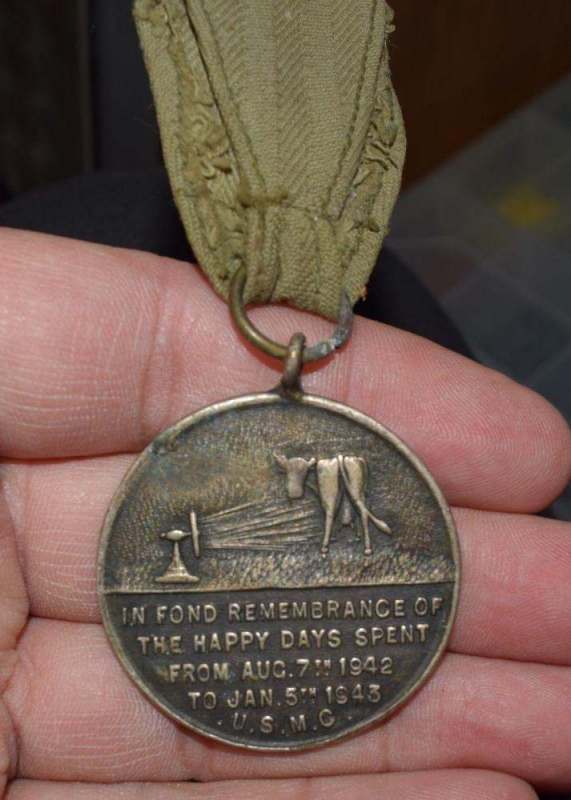 IN FOND REMEMBRANCE OF
THE HAPPY DAYS SPENT
FROM AUG. 7TH 1942
TO JAN. 5TH 1943
· U.S.M.C ·